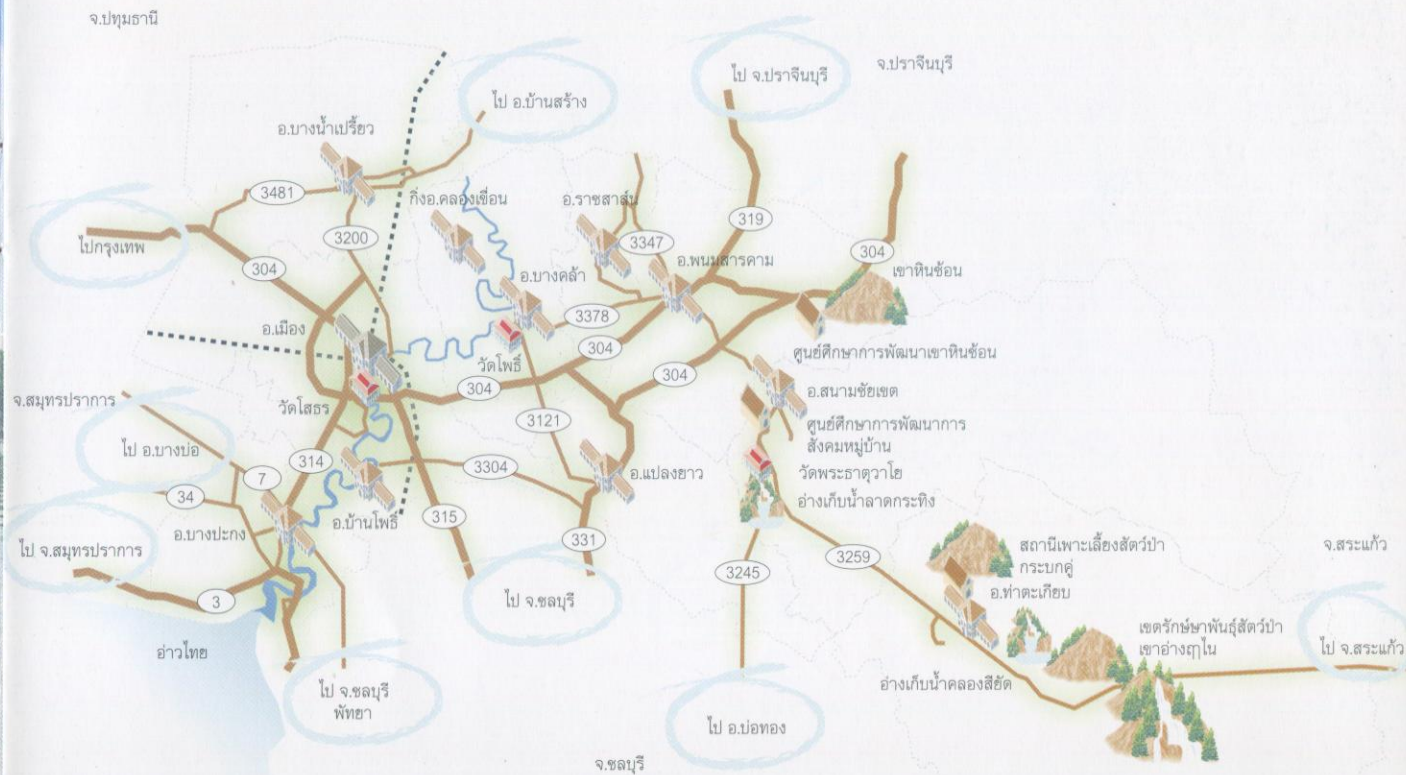 จ.ปทุมธานี
ไป จ.ปราจีนบุรี
จ.ปราจีนบุรี
ไป อ.บ้านสร้าง
อ.บางน้ำเปรี้ยว
3481
กิ่งอ.คลองเขื่อน
อ.ราชสาส์น
319
ไปกรุงเทพ
3200
3347
304
อ.พนมสารคาม
304
เขาหินซ้อน
อ.บางคล้า
3378
อ.เมือง
304
วัดโพธิ์
ศูนย์ศึกษาการพัฒนาเขาหินซ้อน
304
304
อ.สนามชัยเขต
จ.สมุทรปราการ
วัดโสธร
3121
ศูนย์ศึกษาการพัฒนาการ
สังคมหมู่บ้าน
ไป อ.บางบ่อ
314
7
3304
อ.แปลงยาว
วัดพระธาตุวาโย
34
อ่างเก็บน้ำลาดกระทิง
อ.บางปะกง
อ.บ้านโพธิ์
315
331
ไป จ.สมุทรปราการ
3259
สถานีเพาะเลี้ยงสัตว์ป่า
กระบกคู่
จ.สระแก้ว
3245
อ.ท่าตะเกียบ
3
ไป จ.ชลบุรี
เขตรักษ์ษาพันธุ์สัตว์ป่า
เขาอ่างฤๅไน
ไป จ.สระแก้ว
อ่าวไทย
อ่างเก็บน้ำคลองสียัด
ไป จ.ชลบุรี
พัทยา
ไป อ.บ่อทอง
จ.ชลบุรี